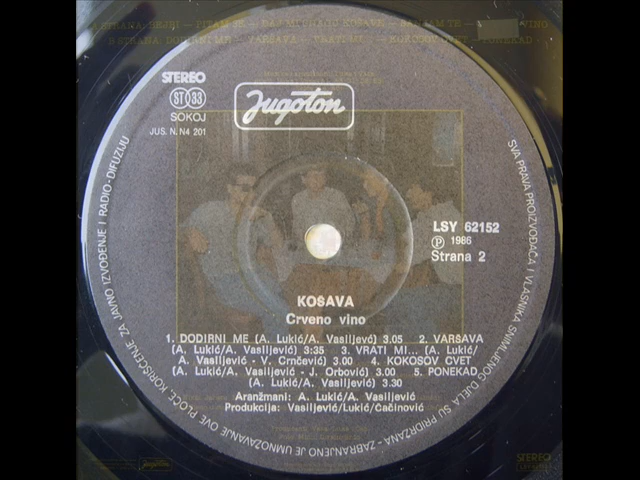 STEREO
ST 33
SOKOJ
JUS. N. N4 201
Jugoton
LSY 62152
P 1986
Strana 2
KOSAVA
Crveno vino
1. DODIRNI ME (A. Lukić/A. Vasiljević) 3.05 2. VARSAVA
(A. Lukić/A. Vasiljević) 3:35 3. VRATI MI... (A. Lukić/
A. Vasiljević - V. Crnčević) 3.00 4. KOKOSOV CVET
(A. Lukić/A. Vasiljević - J. Orbović) 3.00 5. PONEKAD
(A. Lukić/A. Vasiljević) 3.30
Aranžmani: A. Lukić/A. Vasiljević
Produkcija: Vasiljević/Lukić/Čačinović
SVA PRAVA PROIZVOĐAČA I VLASNIKA SNIMLJENOG DJELA SU PRIDRŽANA - ZABRANJENO JE UMNOŽAVANJE OVE PLOČE, KORIŠĆENJE ZA JAVNO IZVOĐENJE I RADIO-DIFUZIJU
Jugoton
STEREO